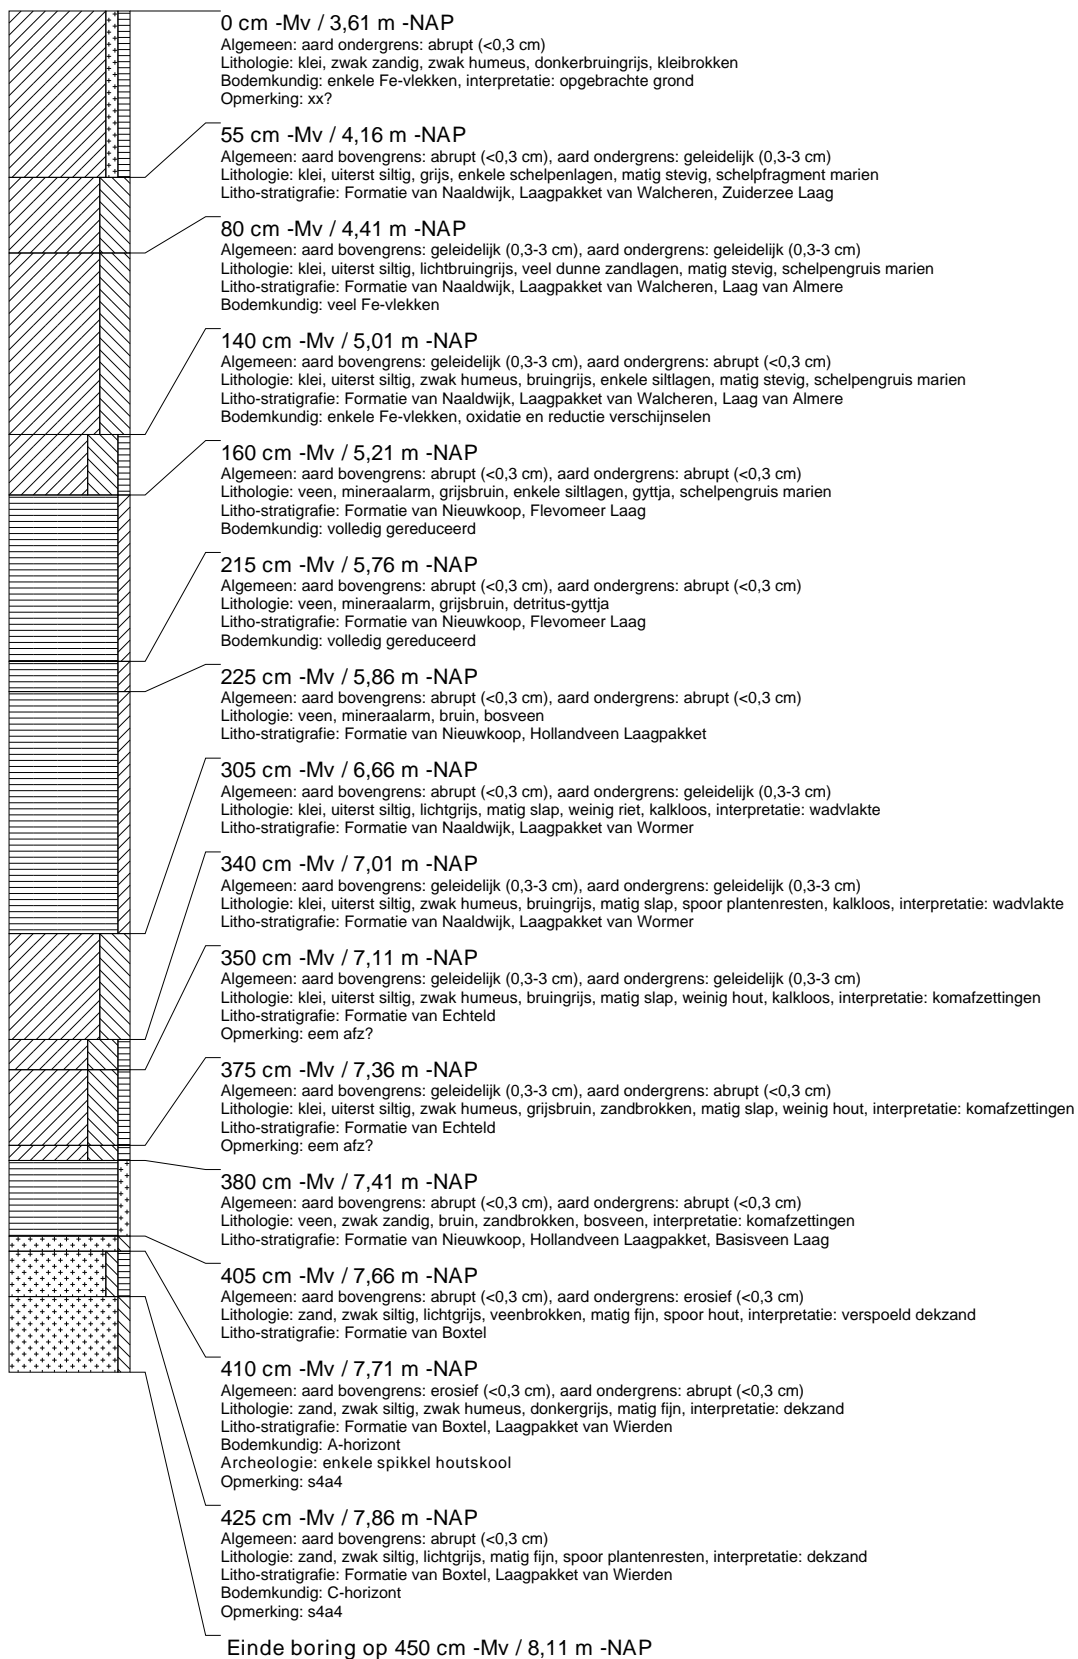 0 cm -Mv / 3,61 m -NAP
Algemeen: aard ondergrens: abrupt (<0,3 cm)
Lithologie: klei, zwak zandig, zwak humeus, donkerbruingrijs, kleibrokken
Bodemkundig: enkele Fe-vlekken, interpretatie: opgebrachte grond
Opmerking: xx?
55 cm -Mv / 4,16 m -NAP
Algemeen: aard bovengrens: abrupt (<0,3 cm), aard ondergrens: geleidelijk (0,3-3 cm)
Lithologie: klei, uiterst siltig, grijs, enkele schelpenlagen, matig stevig, schelpfragment marien
Litho-stratigrafie: Formatie van Naaldwijk, Laagpakket van Walcheren, Zuiderzee Laag
80 cm -Mv / 4,41 m -NAP
Algemeen: aard bovengrens: geleidelijk (0,3-3 cm), aard ondergrens: geleidelijk (0,3-3 cm)
Lithologie: klei, uiterst siltig, lichtbruingrijs, veel dunne zandlagen, matig stevig, schelpengruis marien
Litho-stratigrafie: Formatie van Naaldwijk, Laagpakket van Walcheren, Laag van Almere
Bodemkundig: veel Fe-vlekken
140 cm -Mv / 5,01 m -NAP
Algemeen: aard bovengrens: geleidelijk (0,3-3 cm), aard ondergrens: abrupt (<0,3 cm)
Lithologie: klei, uiterst siltig, zwak humeus, bruingrijs, enkele siltlagen, matig stevig, schelpengruis marien
Litho-stratigrafie: Formatie van Naaldwijk, Laagpakket van Walcheren, Laag van Almere
Bodemkundig: enkele Fe-vlekken, oxidatie en reductie verschijnselen
160 cm -Mv / 5,21 m -NAP
Algemeen: aard bovengrens: abrupt (<0,3 cm), aard ondergrens: abrupt (<0,3 cm)
Lithologie: veen, mineraalarm, grijsbruin, enkele siltlagen, gyttja, schelpengruis marien
Litho-stratigrafie: Formatie van Nieuwkoop, Flevomeer Laag
Bodemkundig: volledig gereduceerd
215 cm -Mv / 5,76 m -NAP
Algemeen: aard bovengrens: abrupt (<0,3 cm), aard ondergrens: abrupt (<0,3 cm)
Lithologie: veen, mineraalarm, grijsbruin, detritus-gyttja
Litho-stratigrafie: Formatie van Nieuwkoop, Flevomeer Laag
Bodemkundig: volledig gereduceerd
225 cm -Mv / 5,86 m -NAP
Algemeen: aard bovengrens: abrupt (<0,3 cm), aard ondergrens: abrupt (<0,3 cm)
Lithologie: veen, mineraalarm, bruin, bosveen
Litho-stratigrafie: Formatie van Nieuwkoop, Hollandveen Laagpakket
305 cm -Mv / 6,66 m -NAP
Algemeen: aard bovengrens: abrupt (<0,3 cm), aard ondergrens: geleidelijk (0,3-3 cm)
Lithologie: klei, uiterst siltig, lichtgrijs, matig slap, weinig riet, kalkloos, interpretatie: wadvlakte
Litho-stratigrafie: Formatie van Naaldwijk, Laagpakket van Wormer
340 cm -Mv / 7,01 m -NAP
Algemeen: aard bovengrens: geleidelijk (0,3-3 cm), aard ondergrens: geleidelijk (0,3-3 cm)
Lithologie: klei, uiterst siltig, zwak humeus, bruingrijs, matig slap, spoor plantenresten, kalkloos, interpretatie: wadvlakte
Litho-stratigrafie: Formatie van Naaldwijk, Laagpakket van Wormer
350 cm -Mv / 7,11 m -NAP
Algemeen: aard bovengrens: geleidelijk (0,3-3 cm), aard ondergrens: geleidelijk (0,3-3 cm)
Lithologie: klei, uiterst siltig, zwak humeus, bruingrijs, matig slap, weinig hout, kalkloos, interpretatie: komafzettingen
Litho-stratigrafie: Formatie van Echteld
Opmerking: eem afz?
375 cm -Mv / 7,36 m -NAP
Algemeen: aard bovengrens: geleidelijk (0,3-3 cm), aard ondergrens: abrupt (<0,3 cm)
Lithologie: klei, uiterst siltig, zwak humeus, grijsbruin, zandbrokken, matig slap, weinig hout, interpretatie: komafzettingen
Litho-stratigrafie: Formatie van Echteld
Opmerking: eem afz?
380 cm -Mv / 7,41 m -NAP
Algemeen: aard bovengrens: abrupt (<0,3 cm), aard ondergrens: abrupt (<0,3 cm)
Lithologie: veen, zwak zandig, bruin, zandbrokken, bosveen, interpretatie: komafzettingen
Litho-stratigrafie: Formatie van Nieuwkoop, Hollandveen Laagpakket, Basisveen Laag
405 cm -Mv / 7,66 m -NAP
Algemeen: aard bovengrens: abrupt (<0,3 cm), aard ondergrens: erosief (<0,3 cm)
Lithologie: zand, zwak siltig, lichtgrijs, veenbrokken, matig fijn, spoor hout, interpretatie: verspoeld dekzand
Litho-stratigrafie: Formatie van Boxtel
410 cm -Mv / 7,71 m -NAP
Algemeen: aard bovengrens: erosief (<0,3 cm), aard ondergrens: abrupt (<0,3 cm)
Lithologie: zand, zwak siltig, zwak humeus, donkergrijs, matig fijn, interpretatie: dekzand
Litho-stratigrafie: Formatie van Boxtel, Laagpakket van Wierden
Bodemkundig: A-horizont
Archeologie: enkele spikkel houtskool
Opmerking: s4a4
425 cm -Mv / 7,86 m -NAP
Algemeen: aard bovengrens: abrupt (<0,3 cm)
Lithologie: zand, zwak siltig, lichtgrijs, matig fijn, spoor plantenresten, interpretatie: dekzand
Litho-stratigrafie: Formatie van Boxtel, Laagpakket van Wierden
Bodemkundig: C-horizont
Opmerking: s4a4
Einde boring op 450 cm -Mv / 8,11 m -NAP